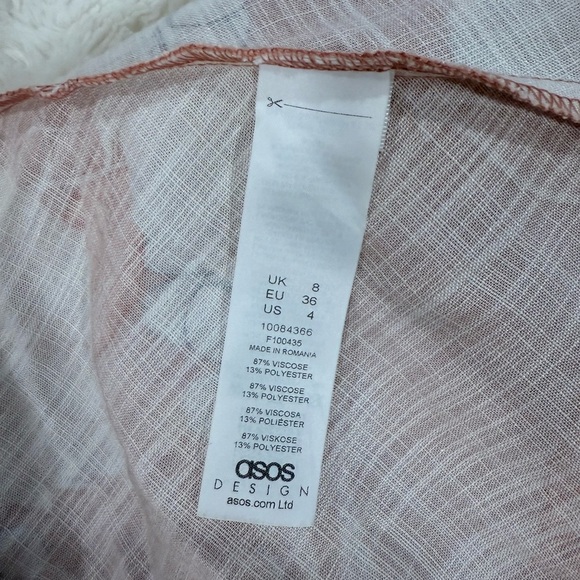 UK 8
EU 36
US 4
10084366
F100435
MADE IN ROMANIA
87% VISCOSE
13% POLYESTER
87% VISCOSE
13% POLYESTER
87% VISCOSA
13% POLIÉSTER
87% VISKOSE
13% POLYESTER
asos
DESIGN
asos.com Ltd